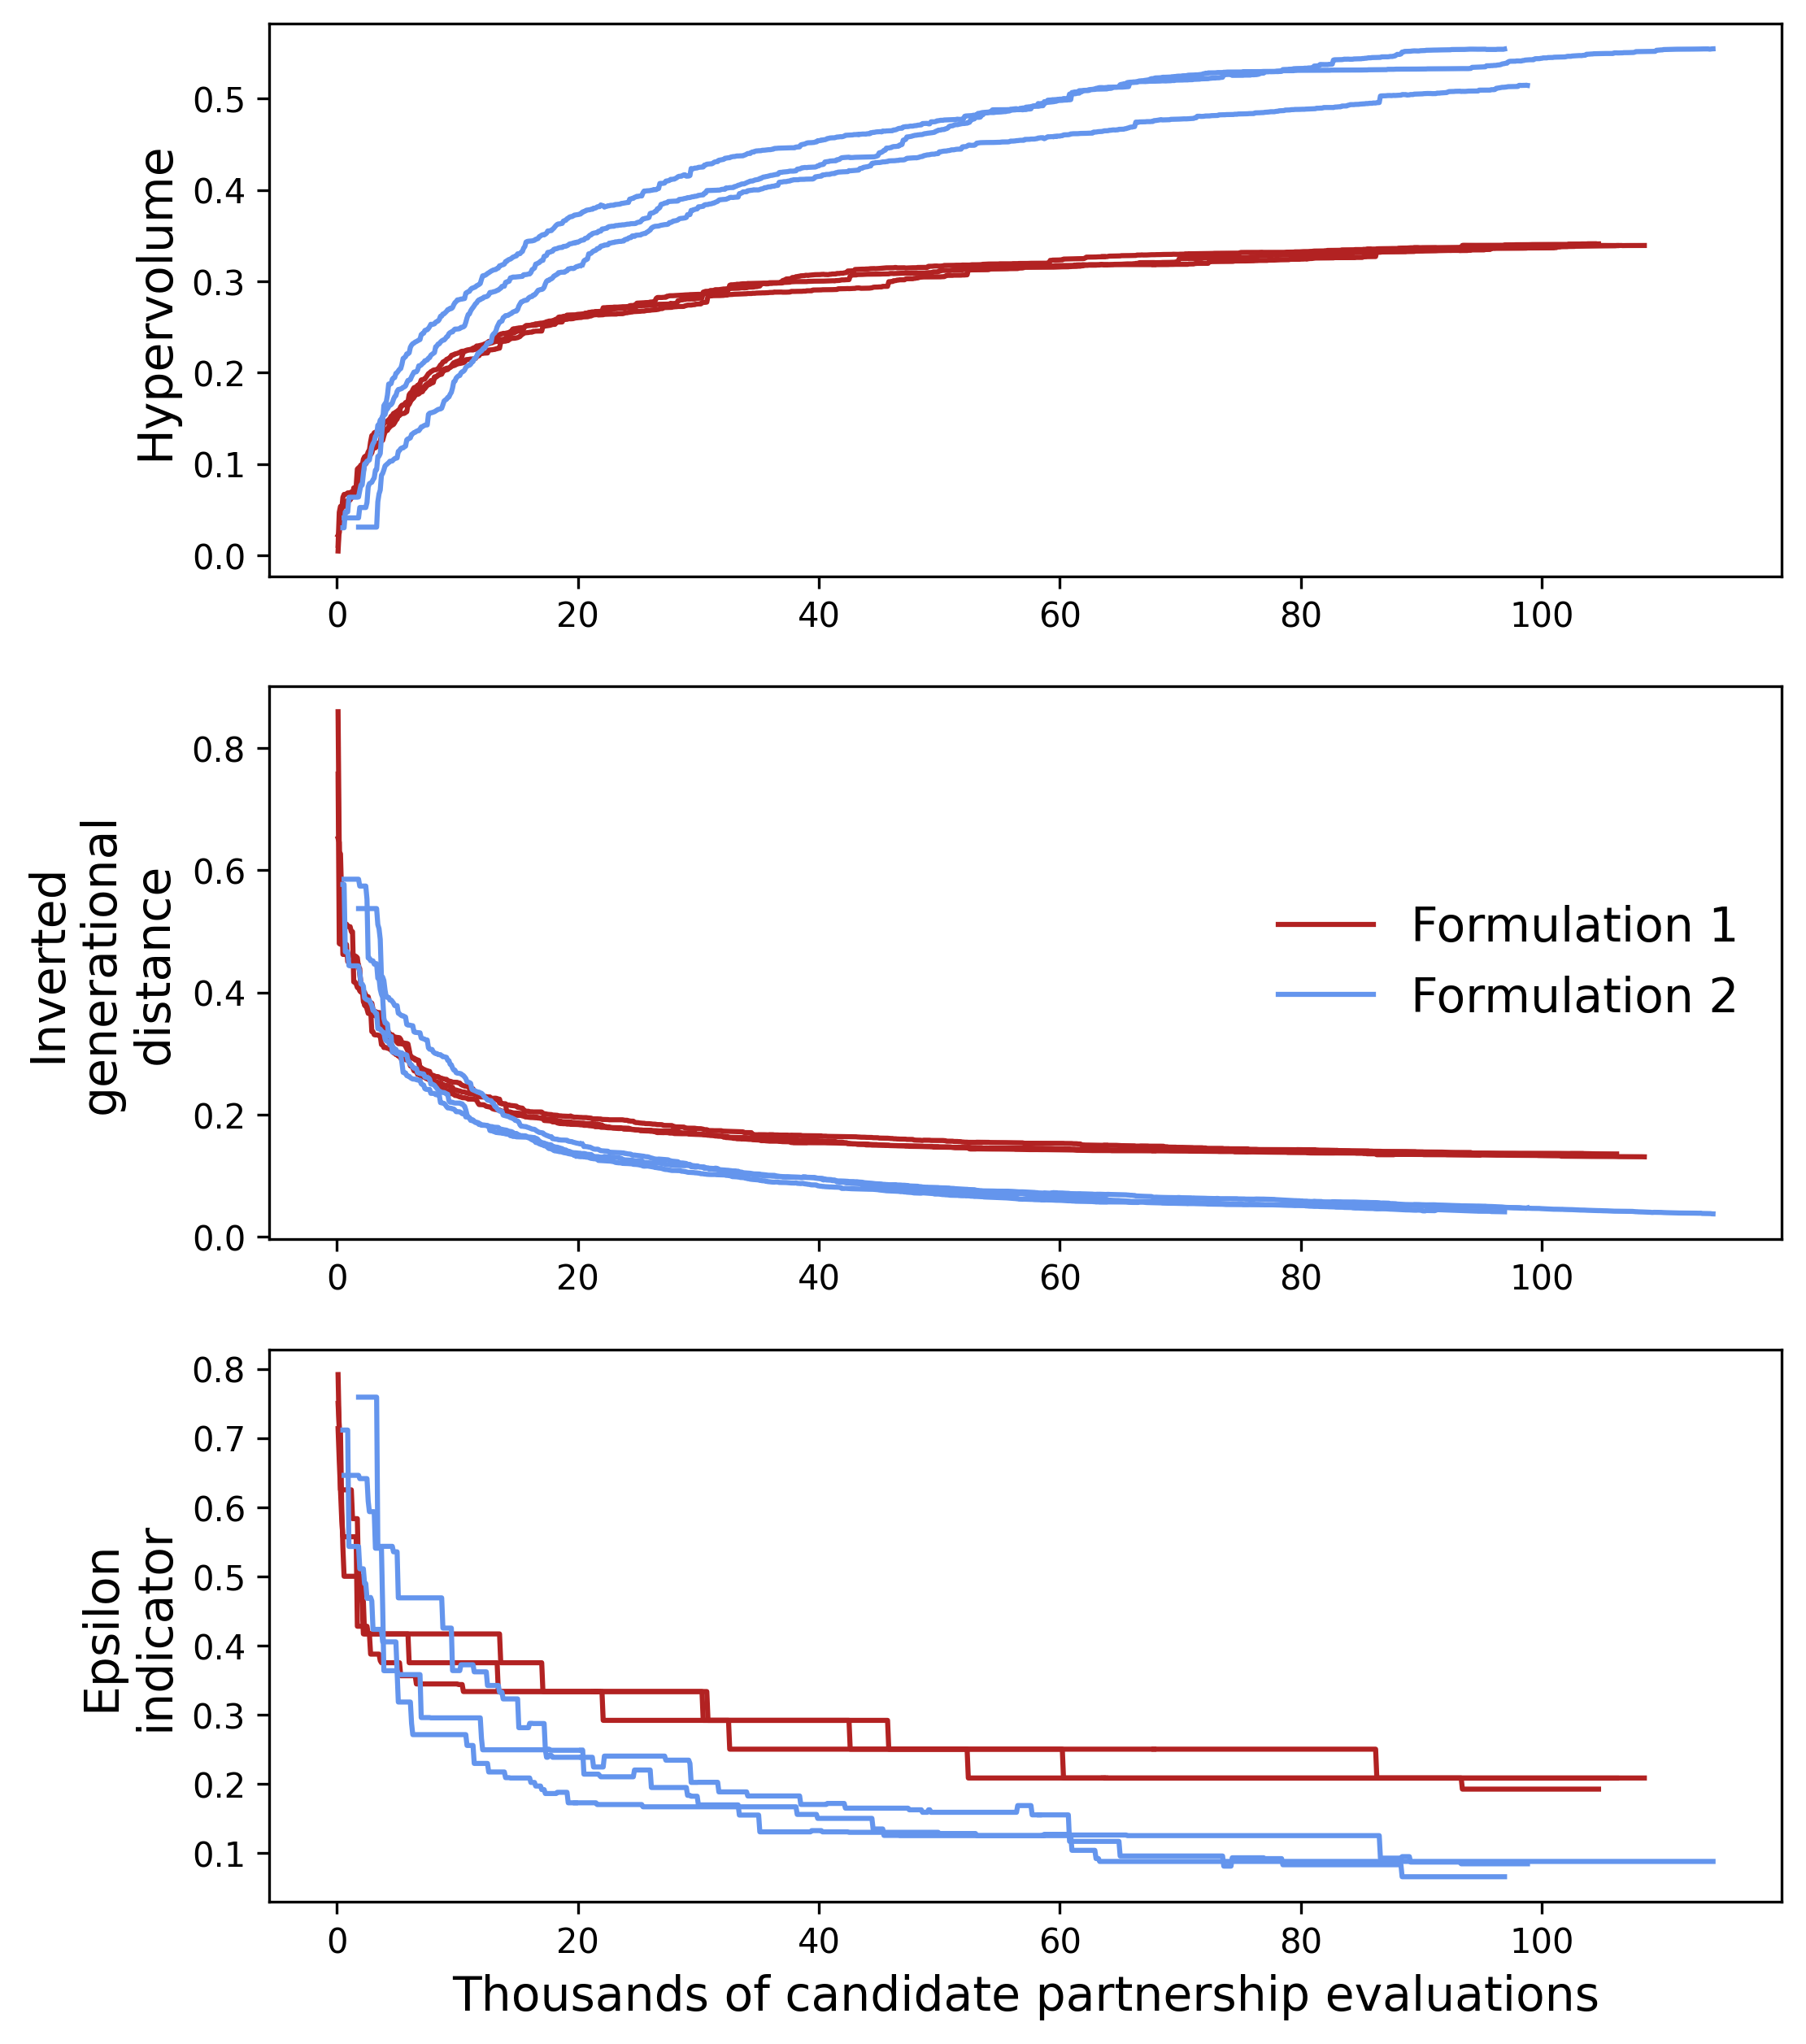 Hypervolume
0.5
0.4
0.3
0.2
0.1
0.0
0 20 40 60 80 100
Inverted
generational
distance
0.8
0.6
0.4
0.2
0.0
Formulation 1
Formulation 2
0 20 40 60 80 100
Epsilon
indicator
0.8
0.7
0.6
0.5
0.4
0.3
0.2
0.1
0 20 40 60 80 100
Thousands of candidate partnership evaluations